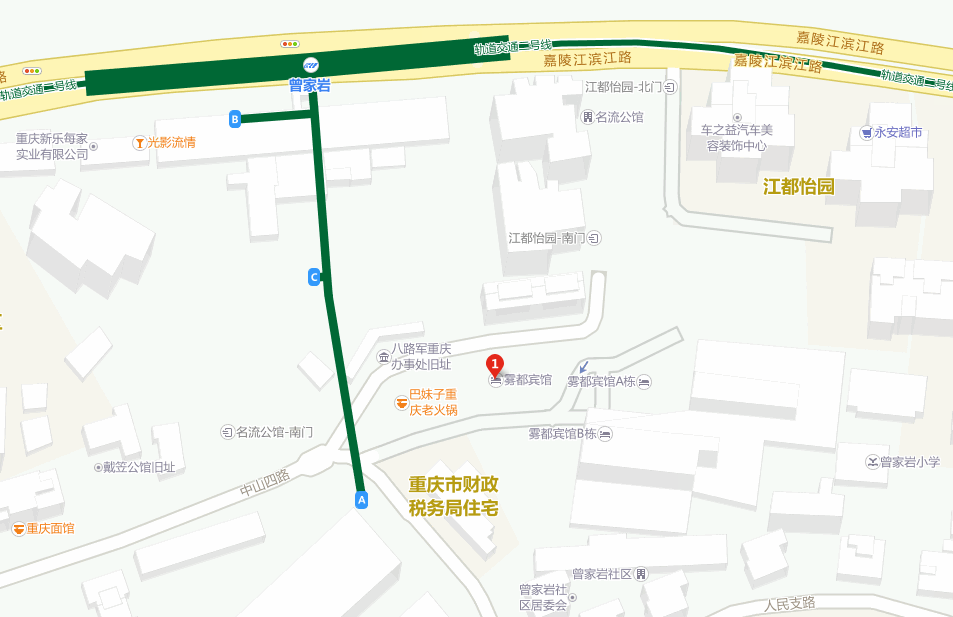 嘉陵江滨江路
轨道交通二号线
嘉陵江滨江路
嘉陵江滨江路
轨道交通二号线
路
轨道交通二号线
曾家岩
江都怡园-北门
B
名流公馆
车之益汽车美
容装饰中心
永安超市
重庆新乐每家
实业有限公司
光影流情
江都怡园
江都怡园-南门
C
八路军重庆
办事处旧址
1
雾都宾馆
雾都宾馆A栋
巴妹子重
庆老火锅
名流公馆-南门
雾都宾馆B栋
戴笠公馆旧址
曾家岩小学
中山四路
重庆市财政
税务局住宅
A
重庆面馆
曾家岩社区
曾家岩社
区居委会
人民支路